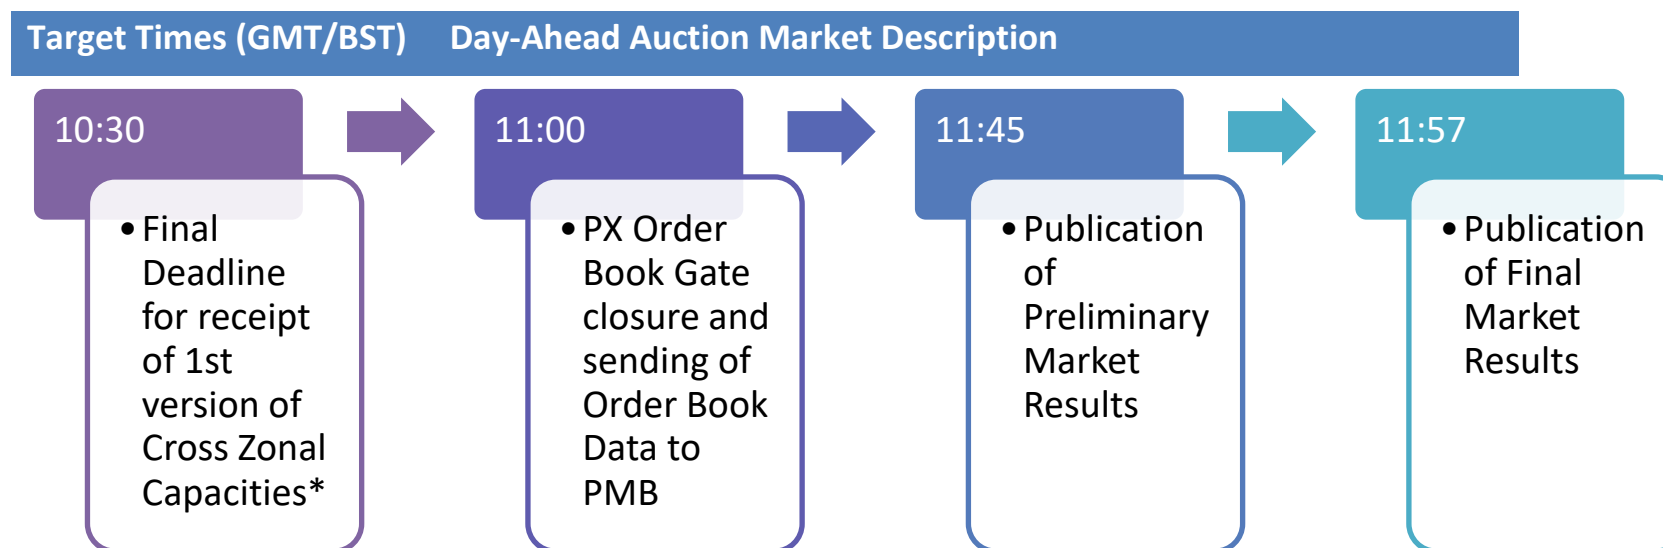 Target Times (GMT/BST) Day-Ahead Auction Market Description
10:30
• Final
Deadline
for receipt
of 1st
version of
Cross Zonal
Capacities*
11:00
• PX Order
Book Gate
closure and
sending of
Order Book
Data to
PMB
11:45
• Publication
of
Preliminary
Market
Results
11:57
• Publication
of Final
Market
Results